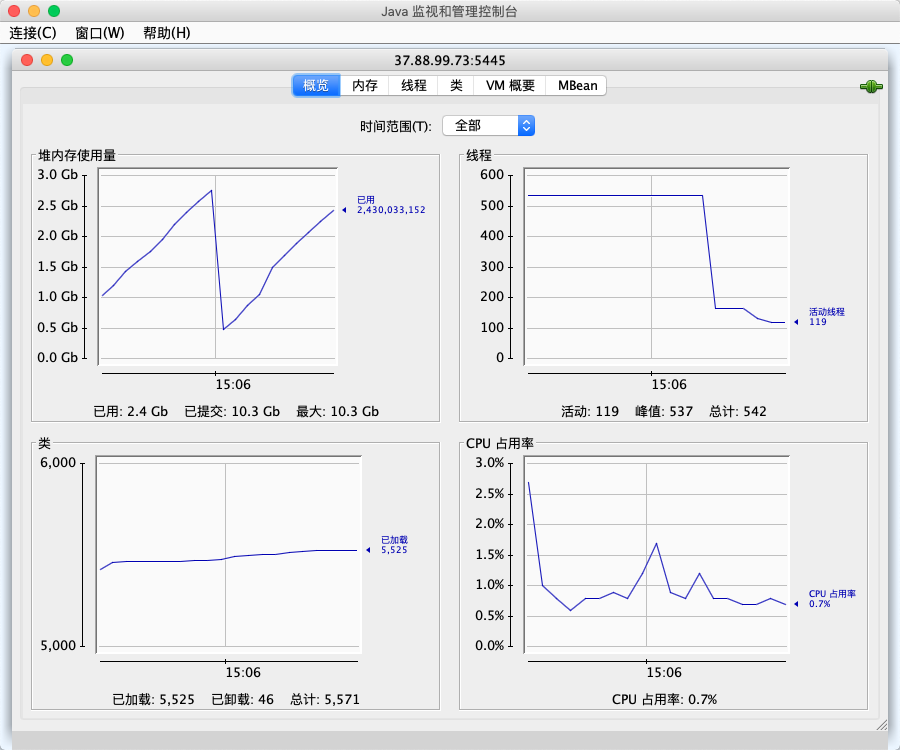 Java 监视和管理控制台
连接(C) 窗口(W) 帮助(H)
37.88.99.73:5445
概览 内存 线程 类 VM 概要 MBean
时间范围(T): 全部
堆内存使用量
3.0 Gb
2.5 Gb
2.0 Gb
1.5 Gb
1.0 Gb
0.5 Gb
0.0 Gb
已用
2,430,033,152
15:06
已用: 2.4 Gb 已提交: 10.3 Gb 最大: 10.3 Gb
线程
600
500
400
300
200
100
0
活动线程
119
15:06
活动: 119 峰值: 537 总计: 542
类
6,000
5,000
已加载
5,525
15:06
已加载: 5,525 已卸载: 46 总计: 5,571
CPU 占用率
3.0%
2.5%
2.0%
1.5%
1.0%
0.5%
0.0%
CPU 占用率
0.7%
15:06
CPU 占用率: 0.7%